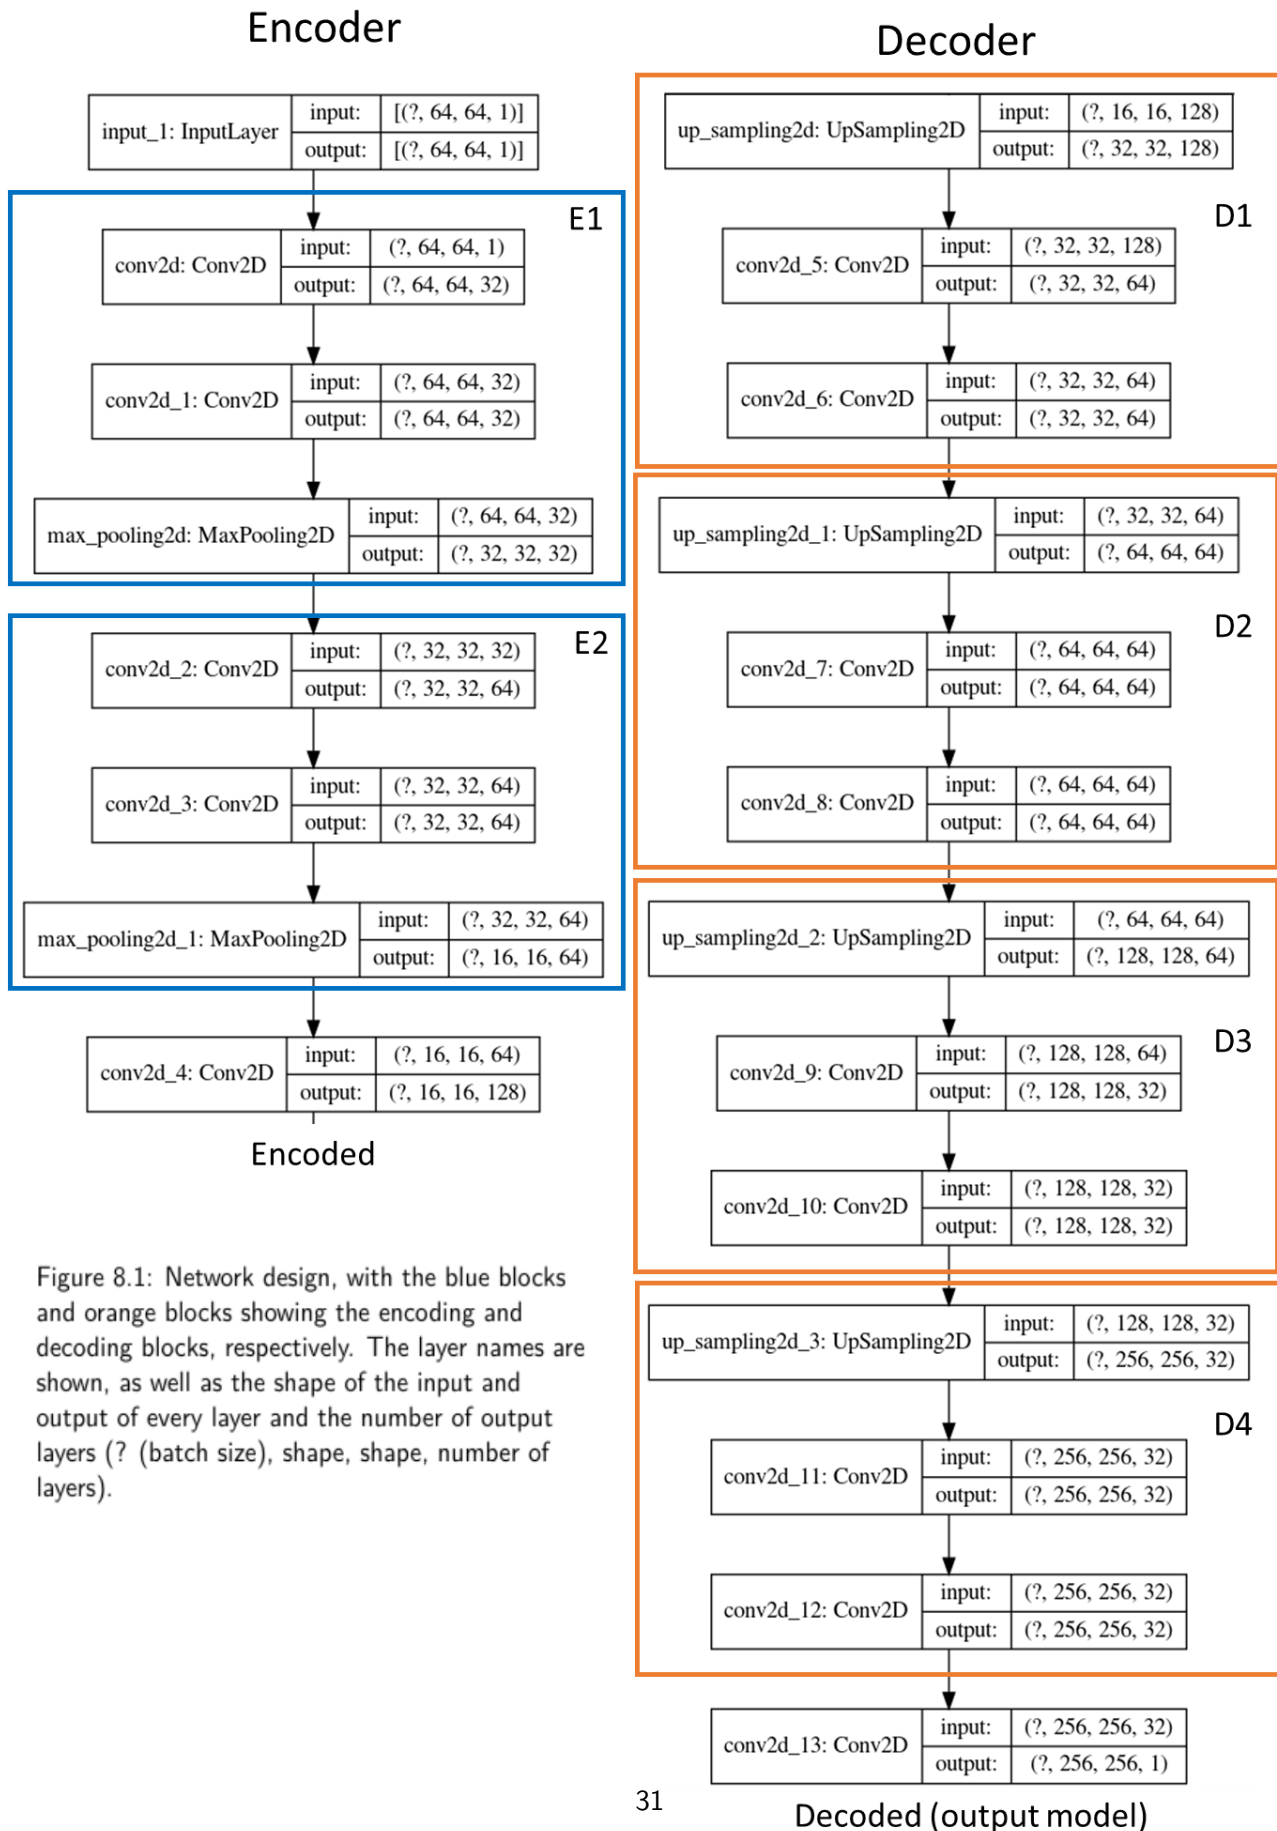 Encoder
input_1: InputLayer
input: [(?, 64, 64, 1)]
output: [(?, 64, 64, 1)]
E1
conv2d: Conv2D
input: (?, 64, 64, 1)
output: (?, 64, 64, 32)
conv2d_1: Conv2D
input: (?, 64, 64, 32)
output: (?, 64, 64, 32)
max_pooling2d: MaxPooling2D
input: (?, 64, 64, 32)
output: (?, 32, 32, 32)
E2
conv2d_2: Conv2D
input: (?, 32, 32, 32)
output: (?, 32, 32, 64)
conv2d_3: Conv2D
input: (?, 32, 32, 64)
output: (?, 32, 32, 64)
max_pooling2d_1: MaxPooling2D
input: (?, 32, 32, 64)
output: (?, 16, 16, 64)
conv2d_4: Conv2D
input: (?, 16, 16, 64)
output: (?, 16, 16, 128)
Encoded
Figure 8.1: Network design, with the blue blocks
and orange blocks showing the encoding and
decoding blocks, respectively. The layer names are
shown, as well as the shape of the input and
output of every layer and the number of output
layers (? (batch size), shape, shape, number of
layers).
Decoder
up_sampling2d: UpSampling2D
input: (?, 16, 16, 128)
output: (?, 32, 32, 128)
D1
conv2d_5: Conv2D
input: (?, 32, 32, 128)
output: (?, 32, 32, 64)
conv2d_6: Conv2D
input: (?, 32, 32, 64)
output: (?, 32, 32, 64)
up_sampling2d_1: UpSampling2D
input: (?, 32, 32, 64)
output: (?, 64, 64, 64)
D2
conv2d_7: Conv2D
input: (?, 64, 64, 64)
output: (?, 64, 64, 64)
conv2d_8: Conv2D
input: (?, 64, 64, 64)
output: (?, 64, 64, 64)
up_sampling2d_2: UpSampling2D
input: (?, 64, 64, 64)
output: (?, 128, 128, 64)
D3
conv2d_9: Conv2D
input: (?, 128, 128, 64)
output: (?, 128, 128, 32)
conv2d_10: Conv2D
input: (?, 128, 128, 32)
output: (?, 128, 128, 32)
up_sampling2d_3: UpSampling2D
input: (?, 128, 128, 32)
output: (?, 256, 256, 32)
D4
conv2d_11: Conv2D
input: (?, 256, 256, 32)
output: (?, 256, 256, 32)
conv2d_12: Conv2D
input: (?, 256, 256, 32)
output: (?, 256, 256, 32)
conv2d_13: Conv2D
input: (?, 256, 256, 32)
output: (?, 256, 256, 1)
Decoded (output model)
31